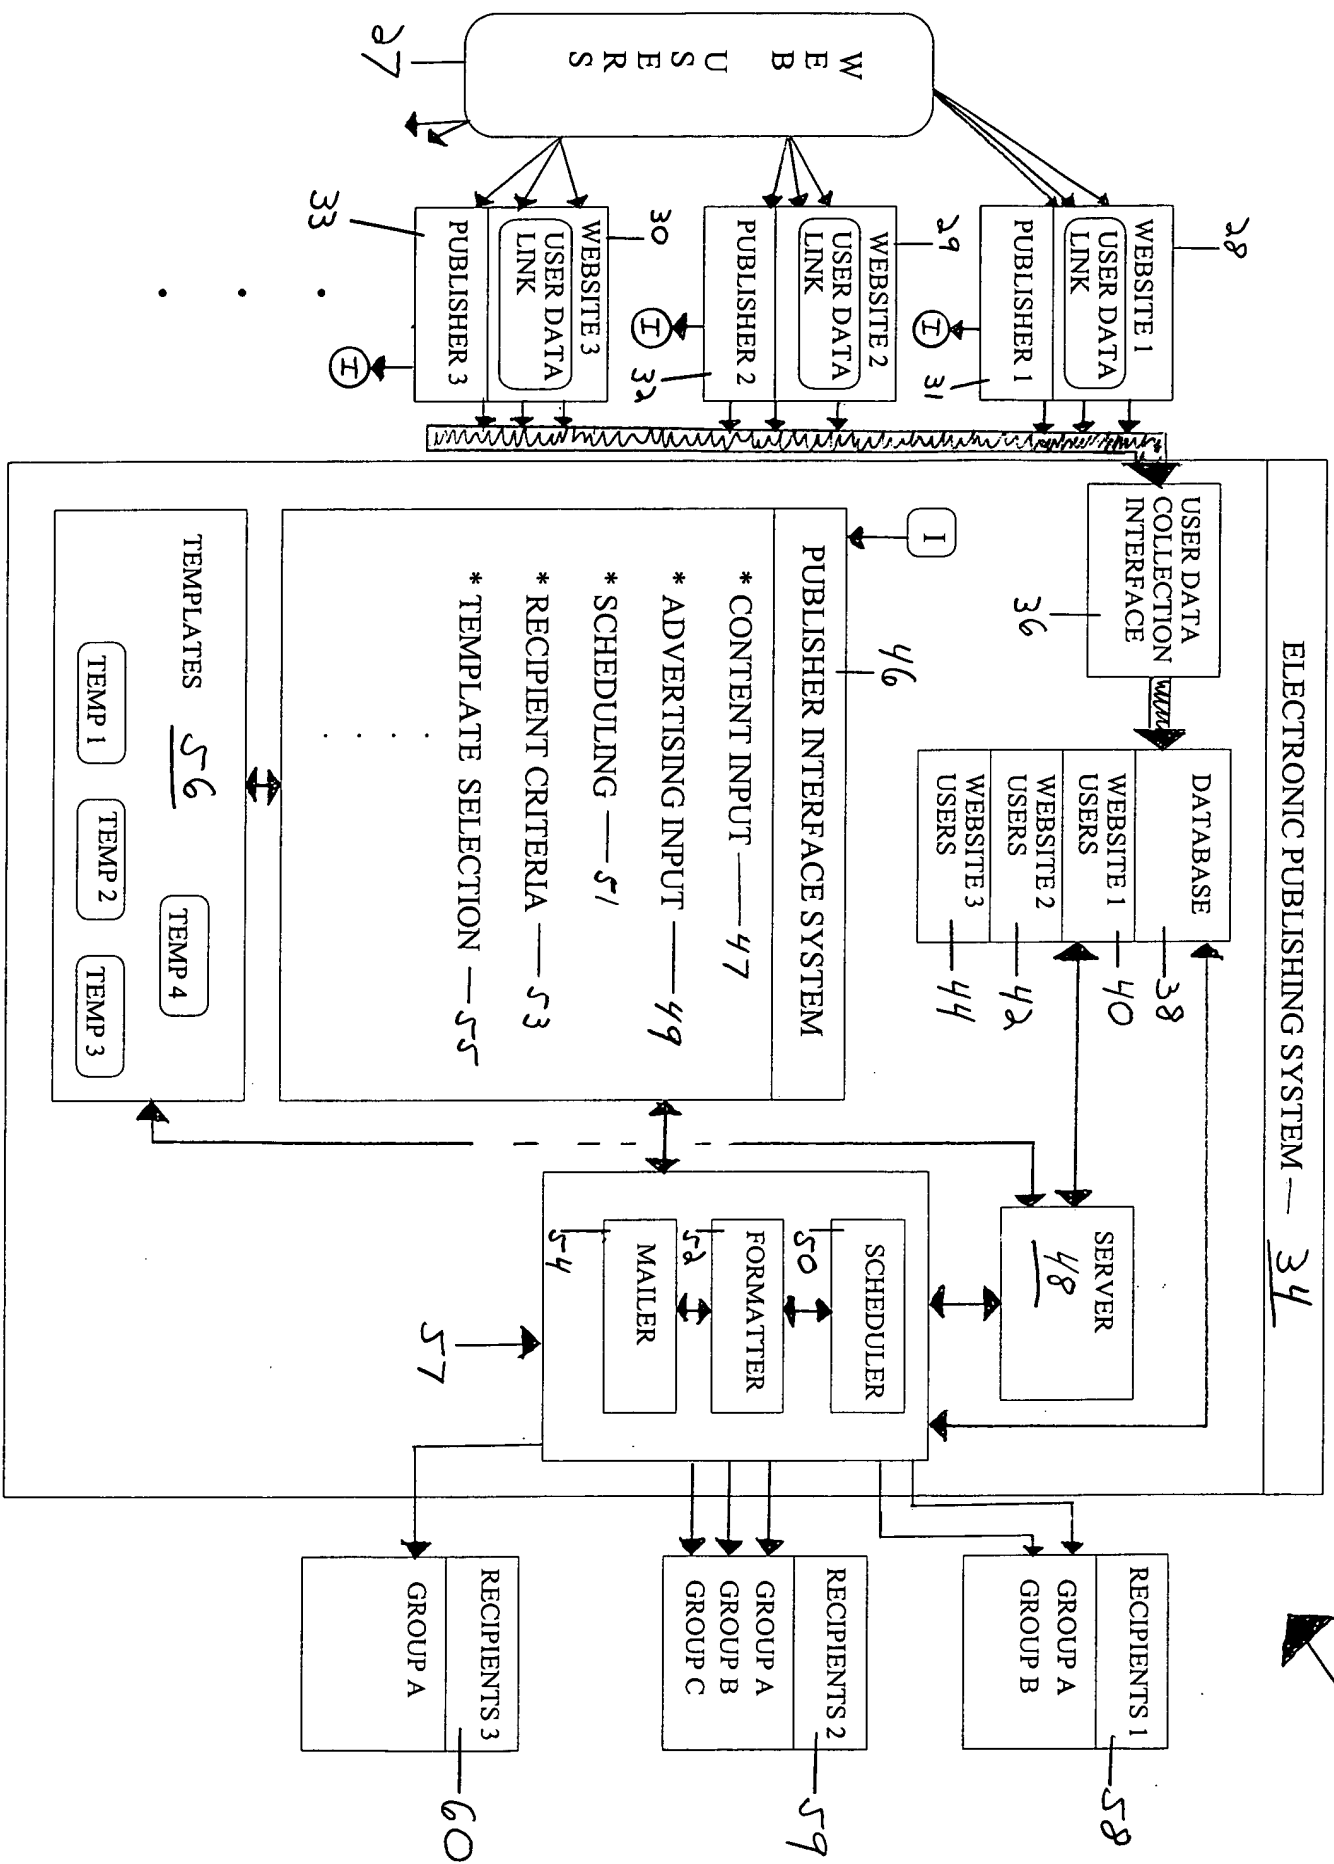 ELECTRONIC PUBLISHING SYSTEM — 34
WEB USERS
27
28
WEBSITE 1
USER DATA
LINK
PUBLISHER 1
31
I
29
WEBSITE 2
USER DATA
LINK
PUBLISHER 2
32
I
30
WEBSITE 3
USER DATA
LINK
PUBLISHER 3
33
I
. . .
USER DATA
COLLECTION
INTERFACE
36
DATABASE
38
WEBSITE 1
USERS
40
WEBSITE 2
USERS
42
WEBSITE 3
USERS
44
SERVER
48
I
46
PUBLISHER INTERFACE SYSTEM
* CONTENT INPUT — 47
* ADVERTISING INPUT — 49
* SCHEDULING — 51
* RECIPIENT CRITERIA — 53
* TEMPLATE SELECTION — 55
. . . .
TEMPLATES 56
TEMP 4
TEMP 1
TEMP 2
TEMP 3
SCHEDULER
50
FORMATTER
52
MAILER
54
57
RECIPIENTS 1
GROUP A
GROUP B
58
RECIPIENTS 2
GROUP A
GROUP B
GROUP C
59
RECIPIENTS 3
GROUP A
60